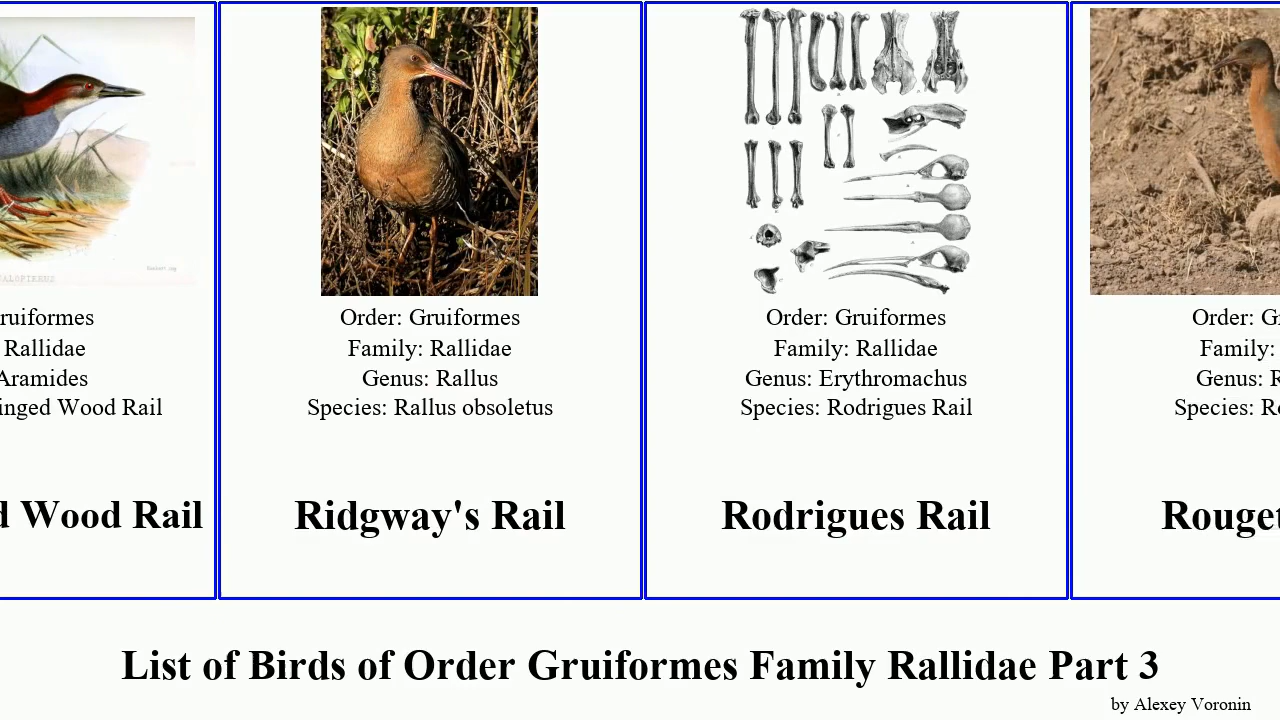 ruiformes
Rallidae
Aramides
inged Wood Rail
d Wood Rail
Order: Gruiformes
Family: Rallidae
Genus: Rallus
Species: Rallus obsoletus
Ridgway's Rail
Order: Gruiformes
Family: Rallidae
Genus: Erythromachus
Species: Rodrigues Rail
Rodrigues Rail
Order: G
Family:
Genus: R
Species: Ro
Rouget
List of Birds of Order Gruiformes Family Rallidae Part 3
by Alexey Voronin